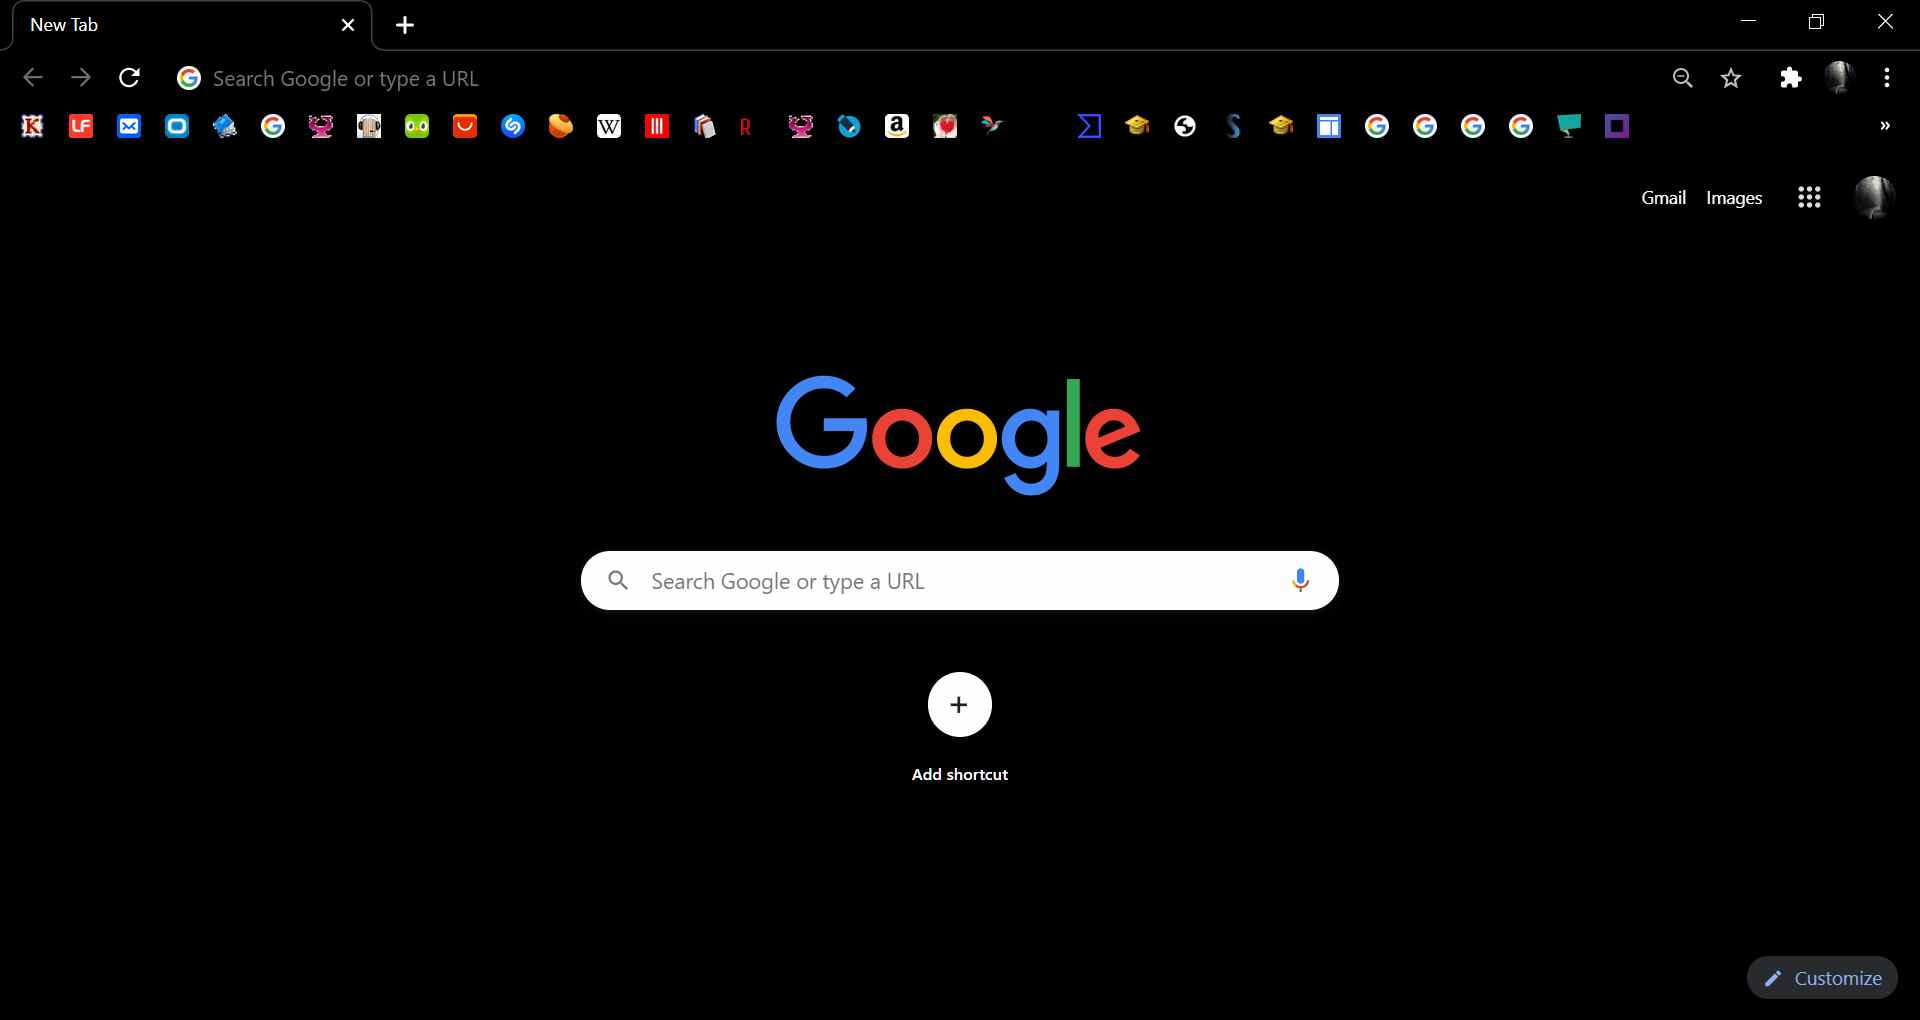 New Tab
Search Google or type a URL
K LF W R a
Gmail Images
Google
Search Google or type a URL
Add shortcut
Customize